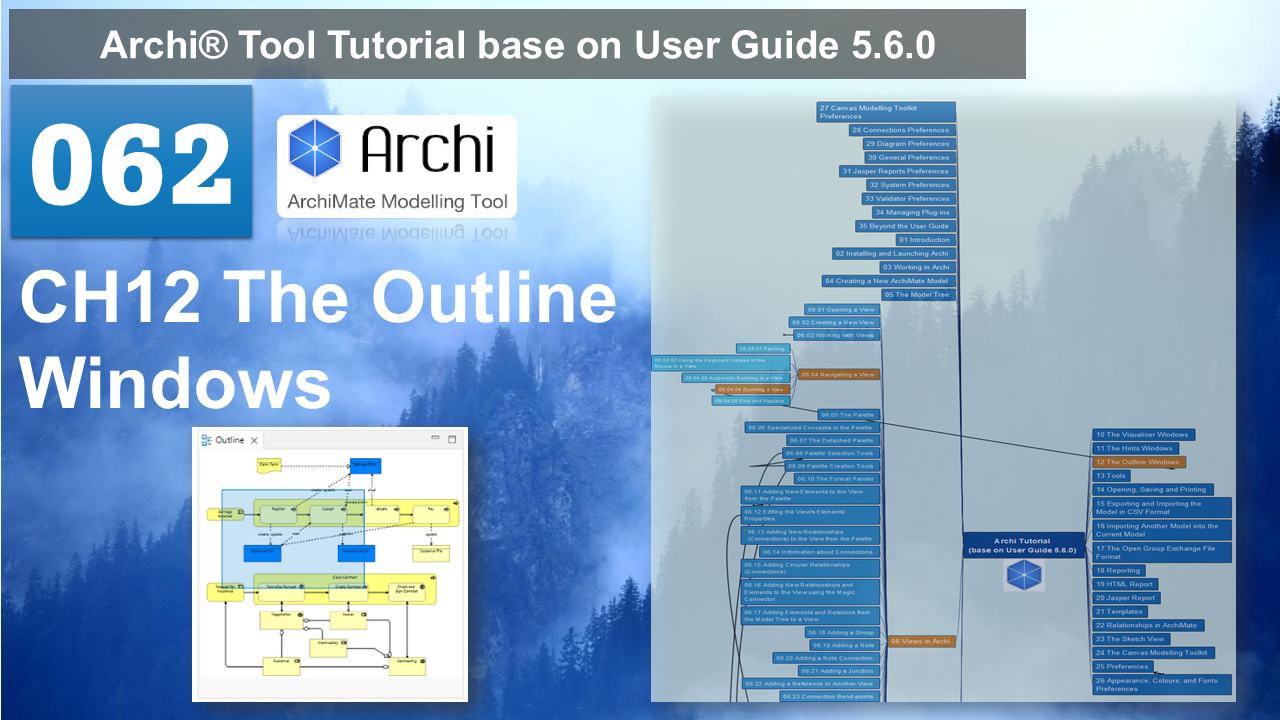 Archi® Tool Tutorial base on User Guide 5.6.0
062
Archi
ArchiMate Modelling Tool
CH12 The Outline
Windows
Outline
27 Canvas Modelling Toolkit
Preferences
28 Connections Preferences
29 Diagram Preferences
30 General Preferences
31 Jasper Reports Preferences
32 System Preferences
33 Validator Preferences
34 Managing Plug-ins
35 Beyond the User Guide
01 Introduction
02 Installing and Launching Archi
03 Working in Archi
04 Creating a New ArchiMate Model
05 The Model Tree
06.01 Opening a View
06.02 Creating a New View
06.03 Working with Views
06.04.01 Panning
06.04.02 Using the Keyboard Instead of the
Mouse in a View
06.04.03 Automatic Scrolling in a View
06.04.04 Zooming a View
06.04.05 Find and Replace
06.04 Navigating a View
06.05 The Palette
06.06 Specialized Concepts in the Palette
06.07 The Detached Palette
06.08 Palette Selection Tools
06.09 Palette Creation Tools
06.10 The Format Painter
06.11 Adding New Elements to the View
from the Palette
06.12 Editing the View's Elements'
Properties
06.13 Adding New Relationships
(Connections) to the View from the Palette
06.14 Information about Connections
06.15 Adding Circular Relationships
(Connections)
06.16 Adding New Relationships and
Elements to the View using the Magic
Connector
06.17 Adding Elements and Relations from
the Model Tree to a View
06.18 Adding a Group
06.19 Adding a Note
06.20 Adding a Note Connection
06.21 Adding a Junction
06.22 Adding a Reference to Another View
06.23 Connection Bend-points
06 Views in Archi
Archi Tutorial
(base on User Guide 5.6.0)
10 The Visualiser Windows
11 The Hints Windows
12 The Outline Windows
13 Tools
14 Opening, Saving and Printing
15 Exporting and Importing the
Model in CSV Format
16 Importing Another Model into the
Current Model
17 The Open Group Exchange File
Format
18 Reporting
19 HTML Report
20 Jasper Report
21 Templates
22 Relationships in ArchiMate
23 The Sketch View
24 The Canvas Modelling Toolkit
25 Preferences
26 Appearance, Colours, and Fonts
Preferences